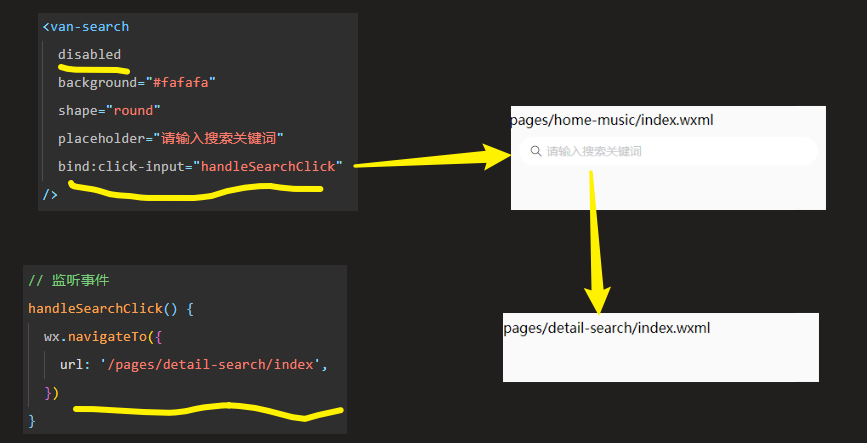 <van-search
disabled
background="#fafafa"
shape="round"
placeholder="请输入搜索关键词"
bind:click-input="handleSearchClick"
/>
pages/home-music/index.wxml
请输入搜索关键词
// 监听事件
handleSearchClick() {
wx.navigateTo({
url: '/pages/detail-search/index',
})
}
pages/detail-search/index.wxml